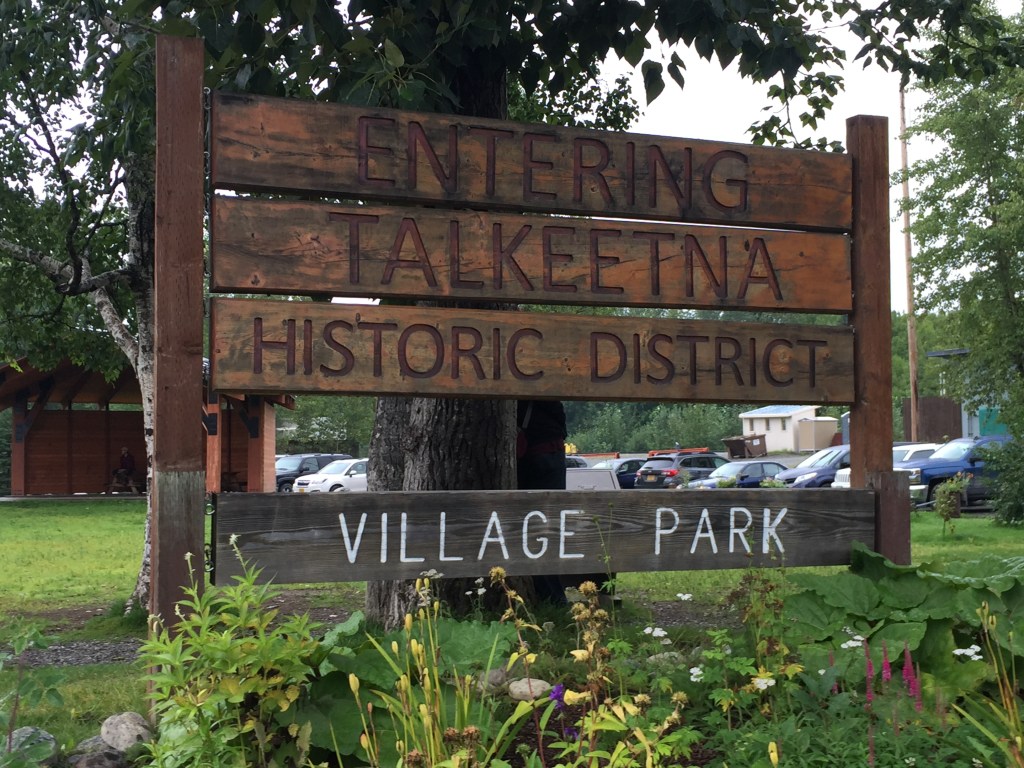 ENTERING
TALKEETNA
HISTORIC DISTRICT
VILLAGE PARK